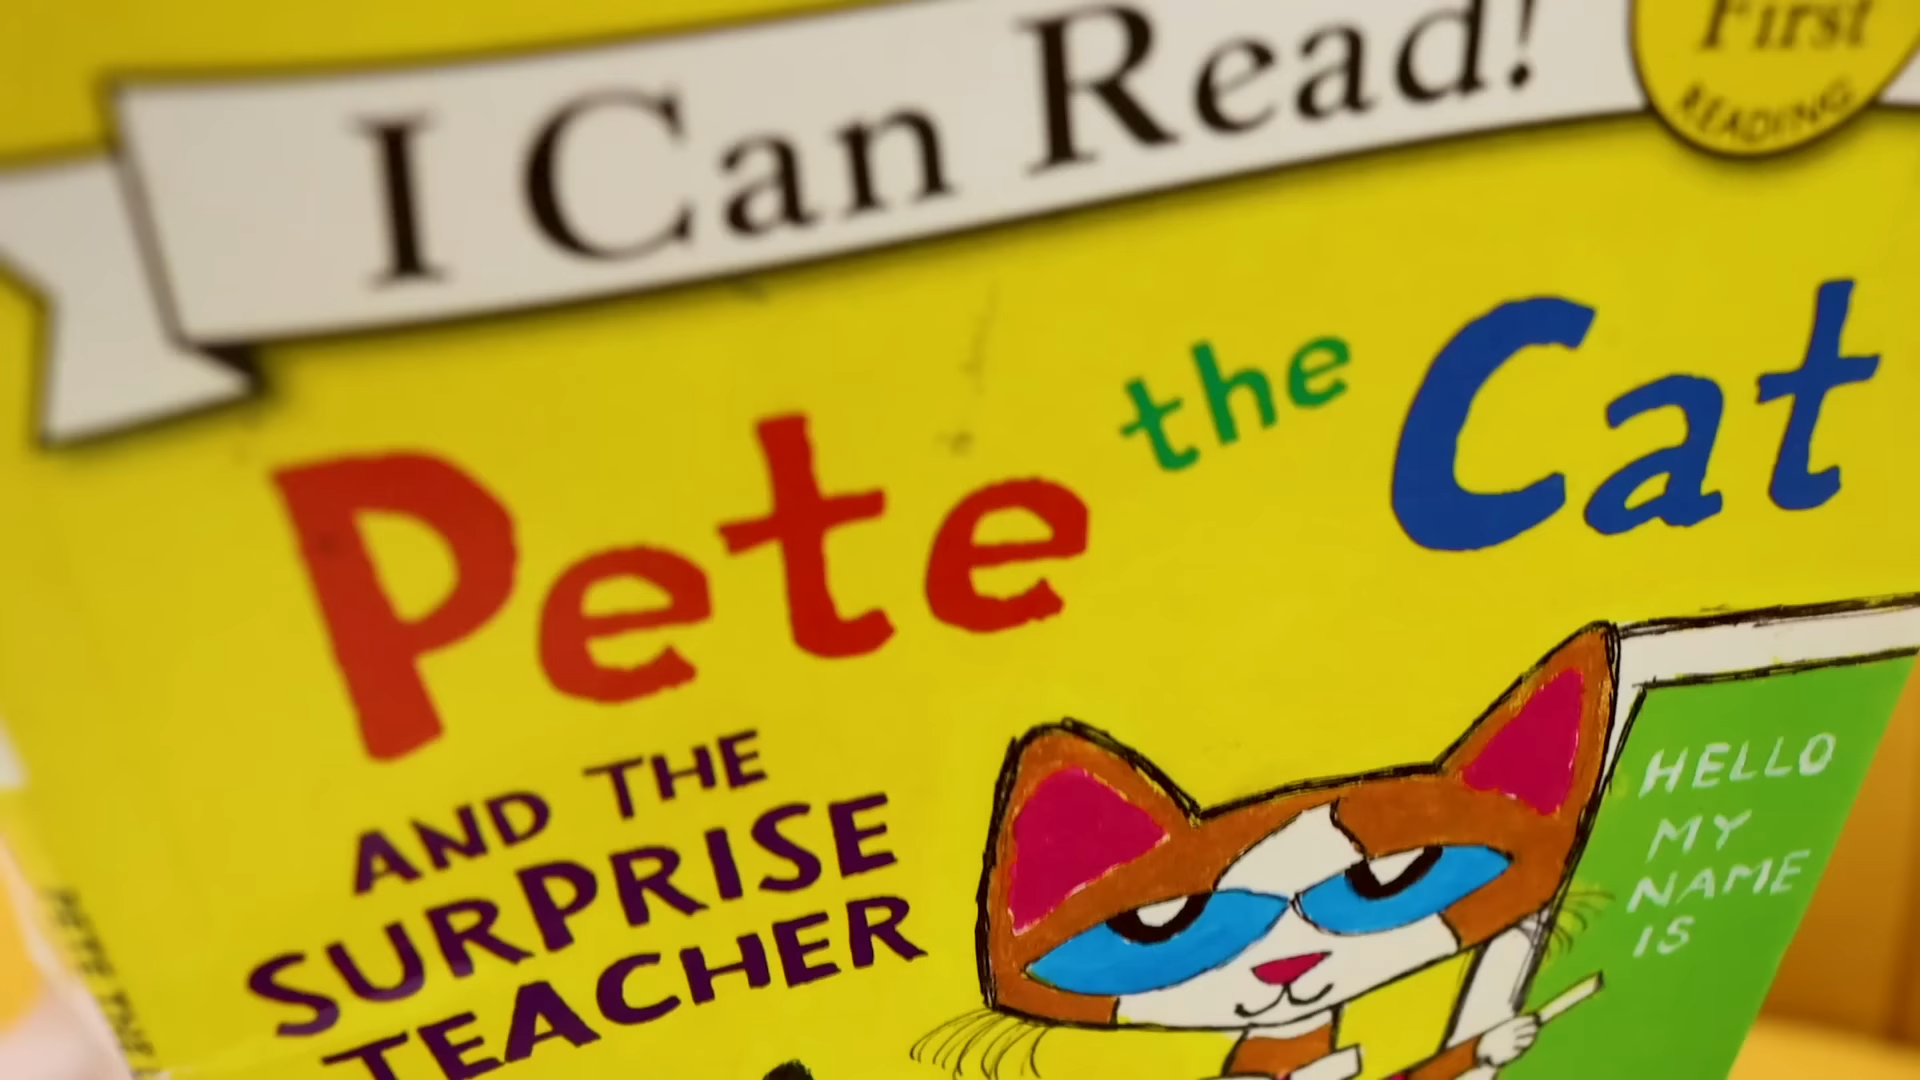 I Can Read!
First
READING
Pete the Cat
AND THE
SURPRISE
TEACHER
HELLO
MY
NAME
IS